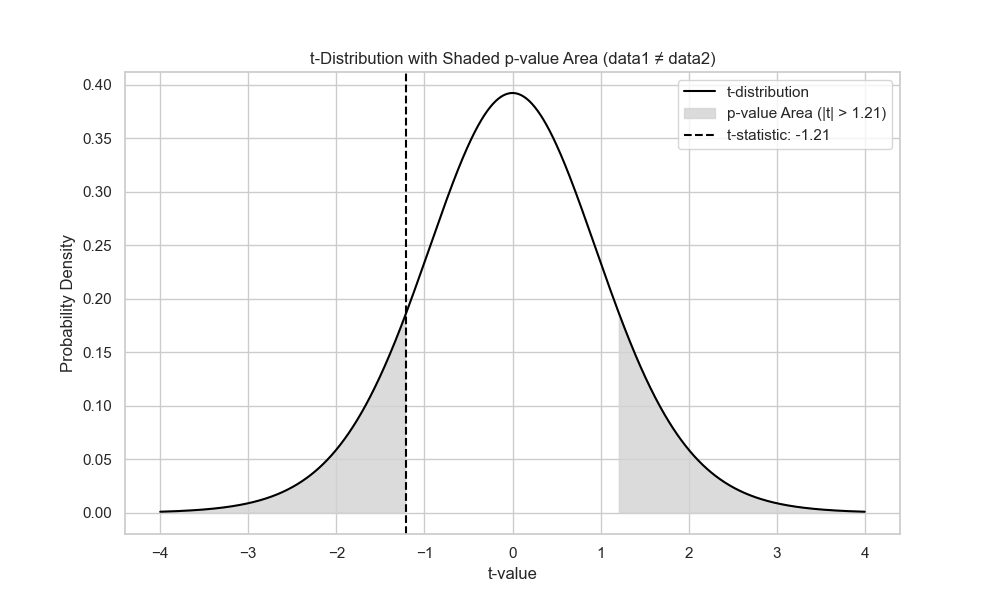 t-Distribution with Shaded p-value Area (data1 ≠ data2)
t-distribution
p-value Area (|t| > 1.21)
t-statistic: -1.21
Probability Density
0.40
0.35
0.30
0.25
0.20
0.15
0.10
0.05
0.00
−4 −3 −2 −1 0 1 2 3 4
t-value